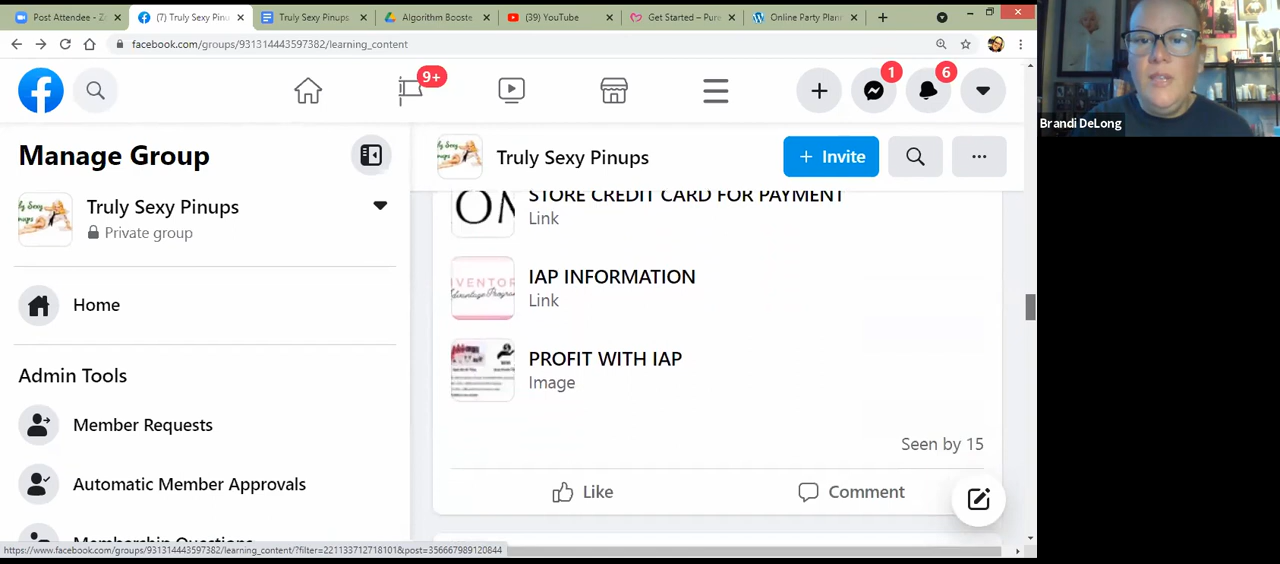 Post Attendee - Zo
(7) Truly Sexy Pinu
Truly Sexy Pinups
Algorithm Booste
(39) YouTube
Get Started – Pure
Online Party Plann
facebook.com/groups/931314443597382/learning_content
9+
1
6
Brandi DeLong
Manage Group
Truly Sexy Pinups
Invite
Truly Sexy Pinups
Private group
STORE CREDIT CARD FOR PAYMENT
Link
IAP INFORMATION
Link
Home
PROFIT WITH IAP
Image
Admin Tools
Member Requests
Seen by 15
Automatic Member Approvals
Like
Comment
Membership Questions
https://www.facebook.com/groups/931314443597382/learning_content/?filter=221133712718101&post=356667989120844